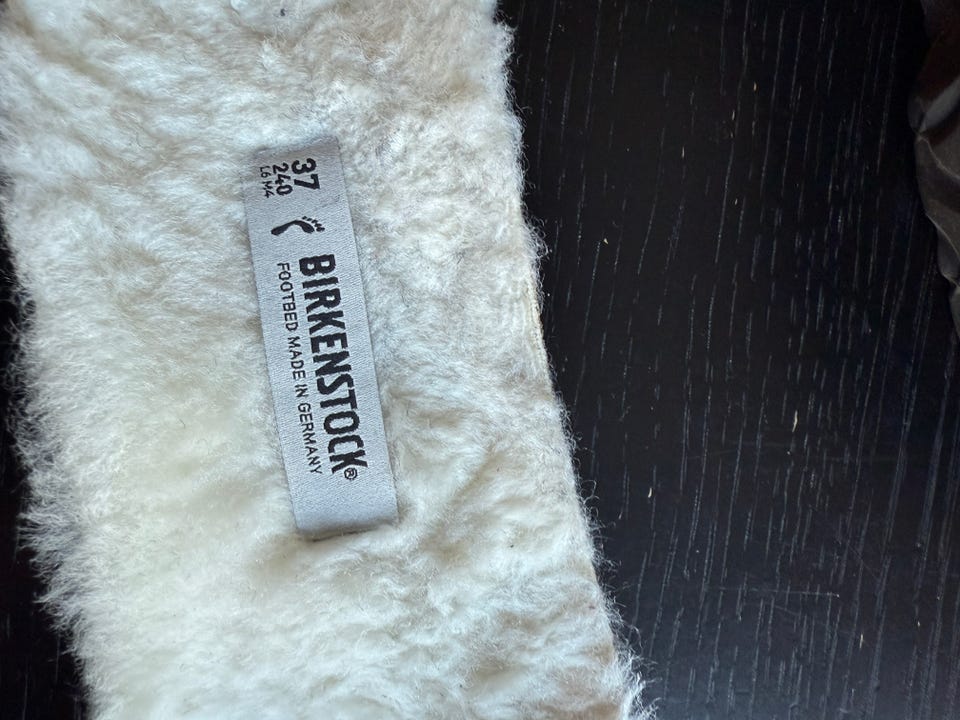 37
240
L6 M4
BIRKENSTOCK®
FOOTBED MADE IN GERMANY